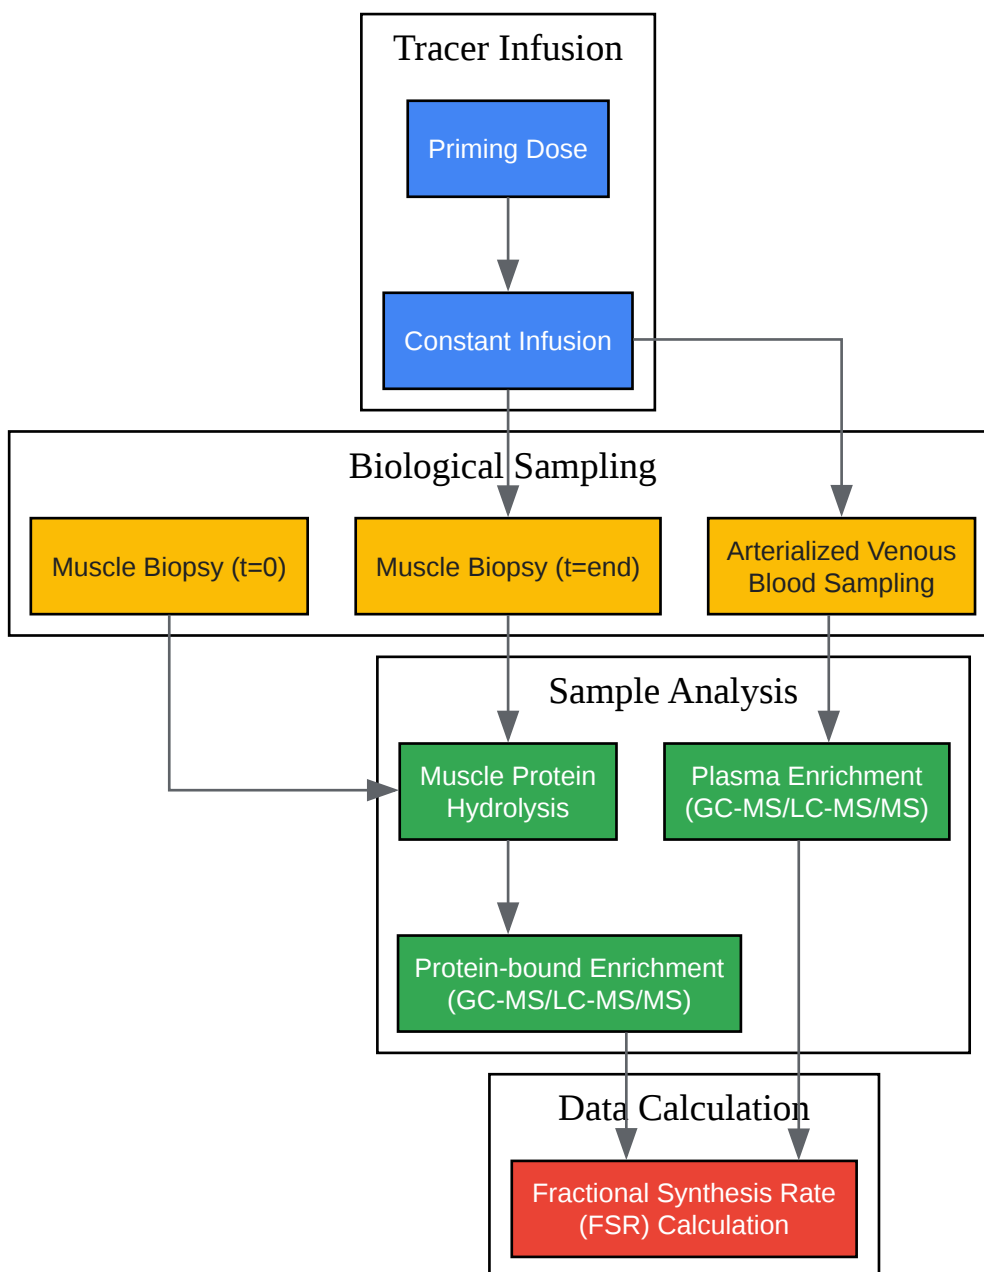 Tracer Infusion
Priming Dose
Constant Infusion
Biological Sampling
Muscle Biopsy (t=0)
Muscle Biopsy (t=end)
Arterialized Venous
Blood Sampling
Sample Analysis
Muscle Protein
Hydrolysis
Plasma Enrichment
(GC-MS/LC-MS/MS)
Protein-bound Enrichment
(GC-MS/LC-MS/MS)
Data Calculation
Fractional Synthesis Rate
(FSR) Calculation